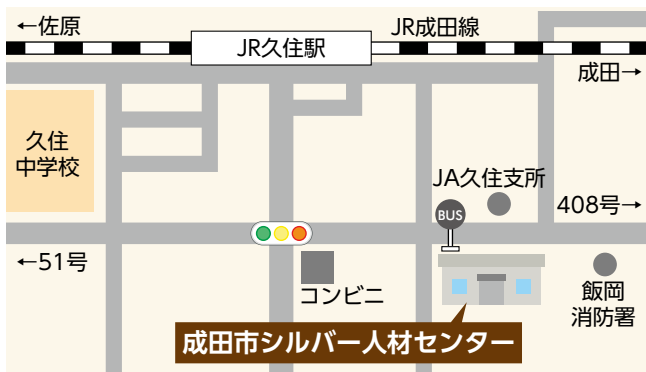 ←佐原
JR久住駅
JR成田線
成田→
久住
中学校
JA久住支所
408号→
BUS
←51号
コンビニ
飯岡
消防署
成田市シルバー人材センター